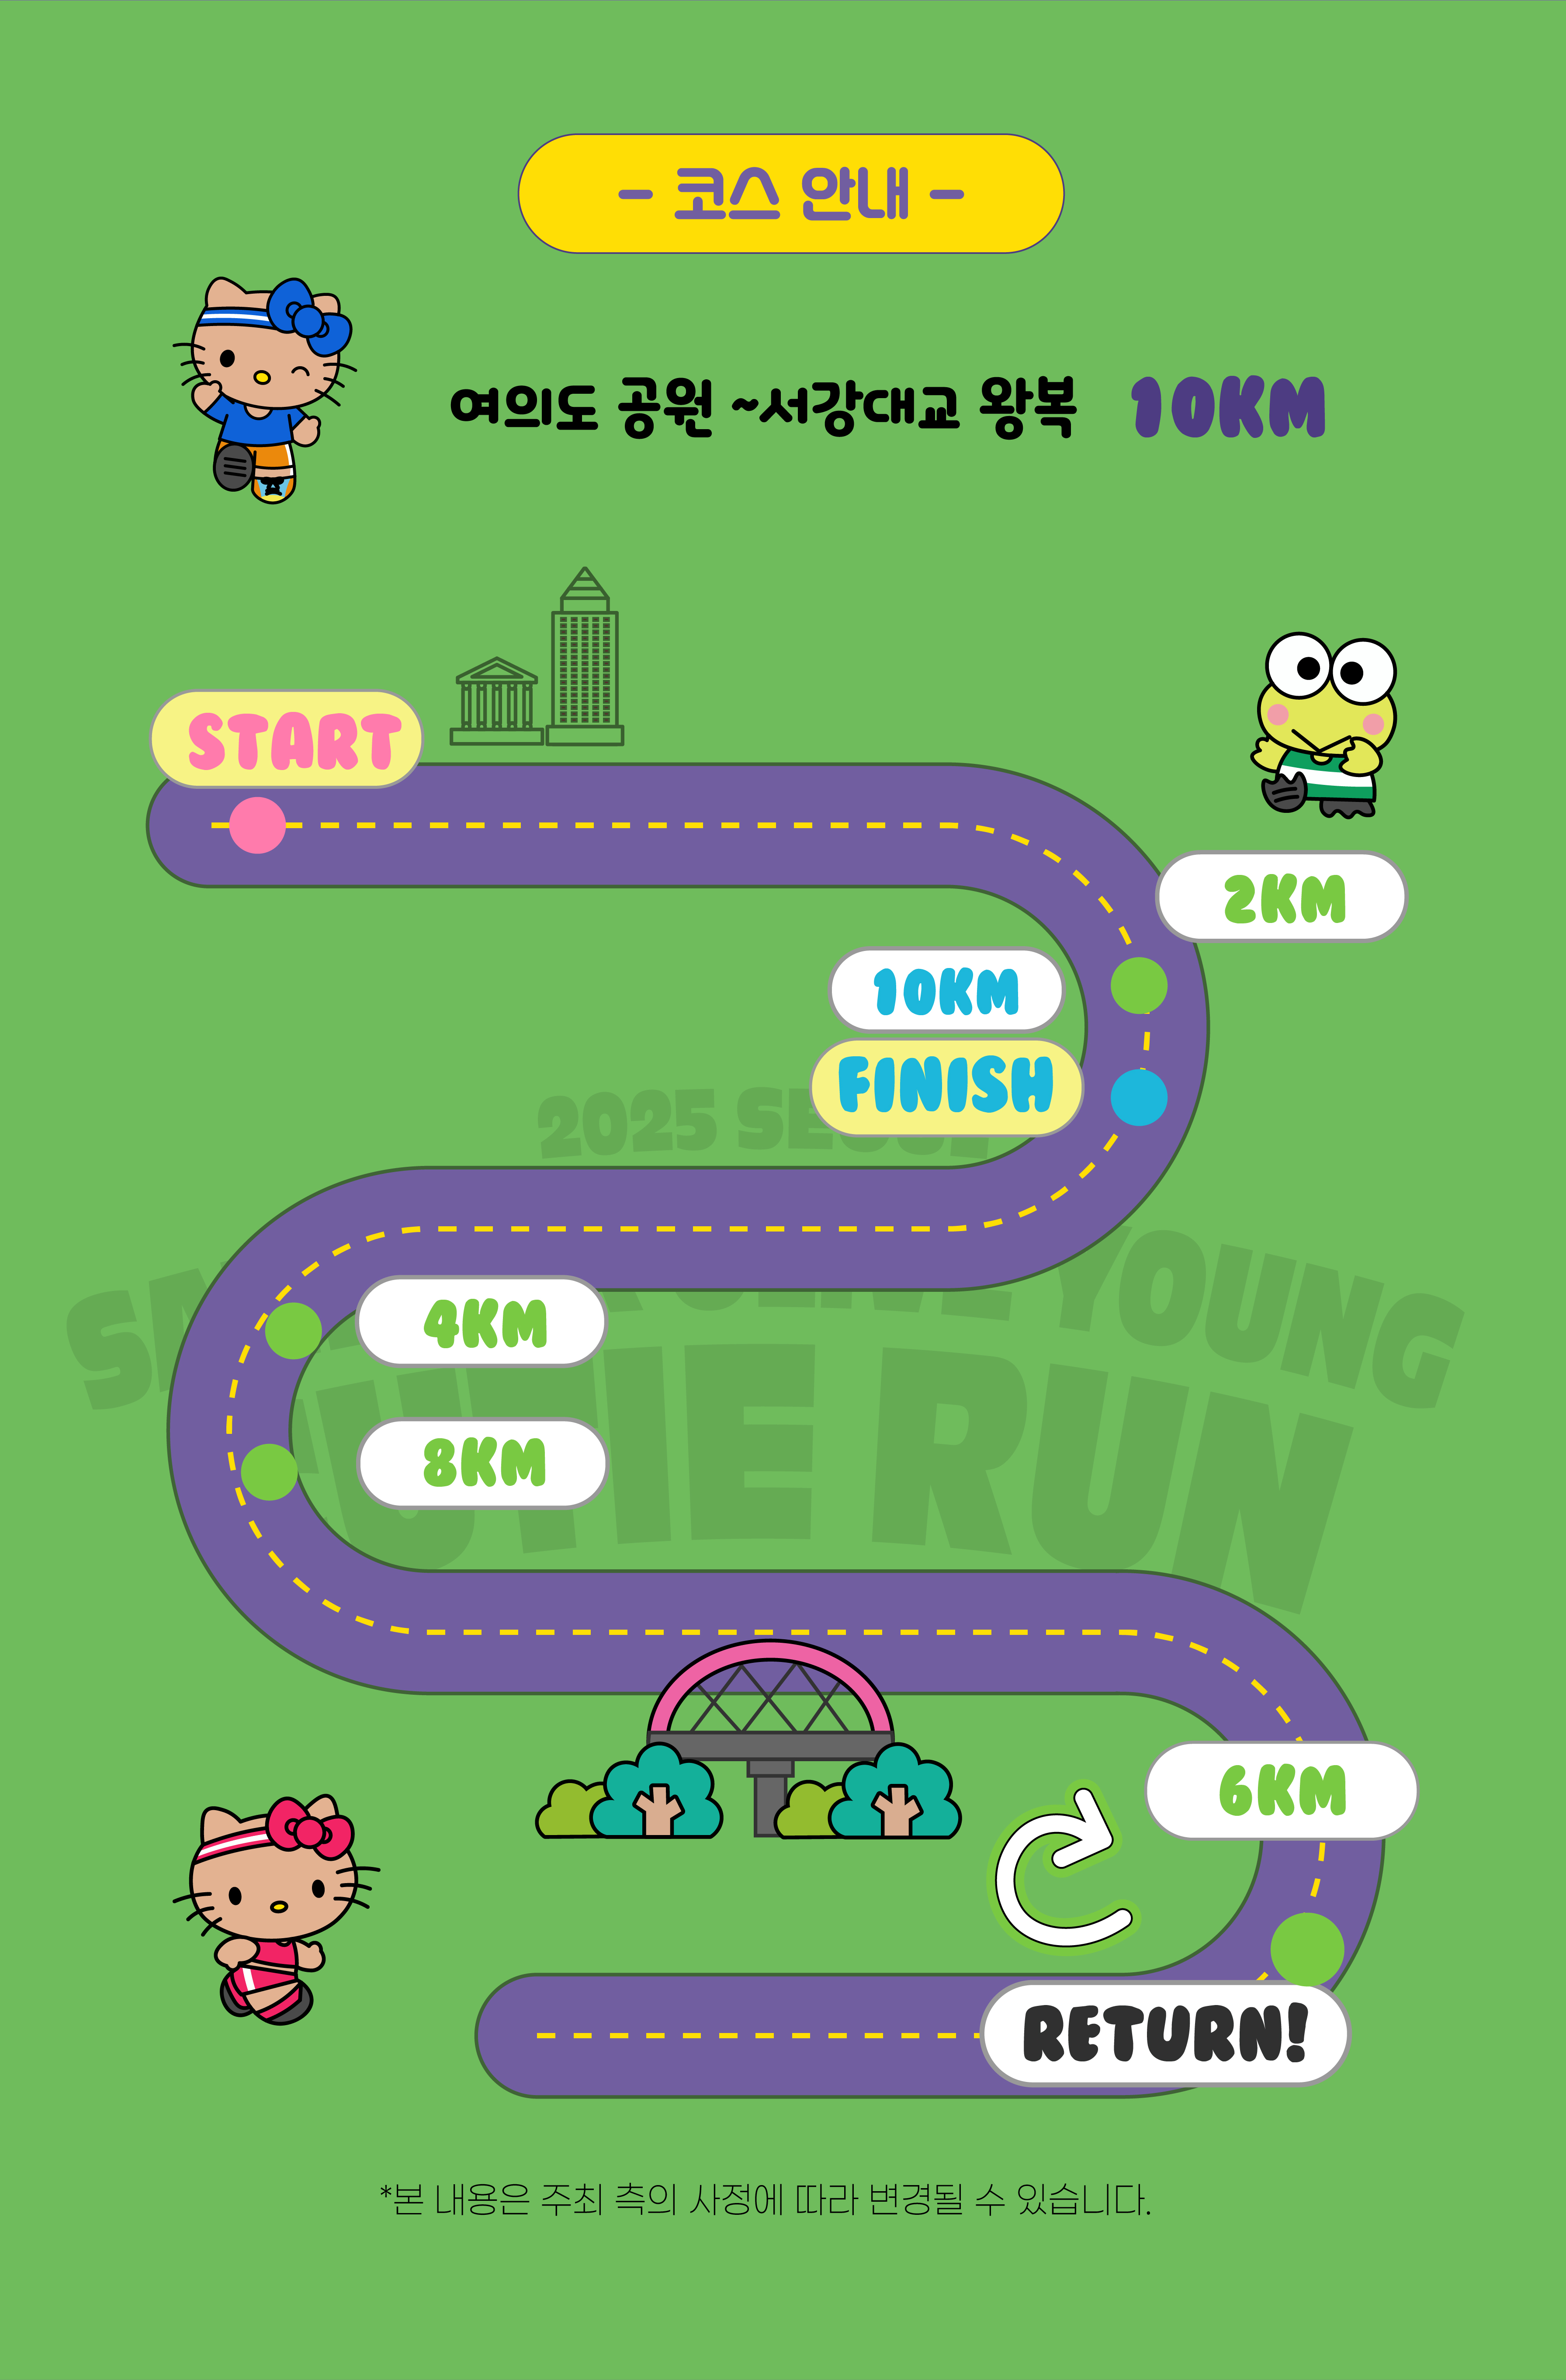 - 코스 안내 -
여의도 공원 ~서강대교 왕복 10KM
START
2KM
10KM
FINISH
2025
YOUNG
4KM
UTIE RUN
8KM
6KM
RETURN!
*본 내용은 주최 측의 사정에 따라 변경될 수 있습니다.